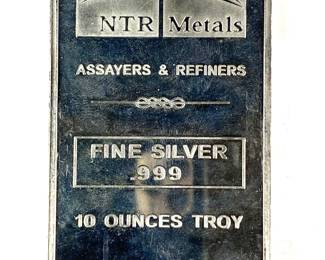 NTR Metals
ASSAYERS & REFINERS
FINE SILVER
.999
10 OUNCES TROY